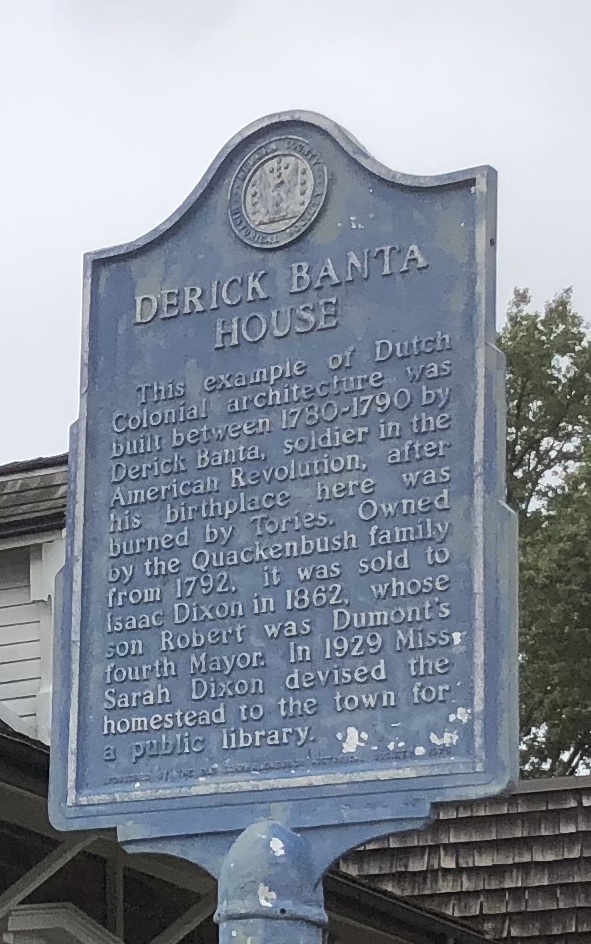 DERICK BANTA
HOUSE
This example of Dutch
Colonial architecture was
built between 1780-1790 by
Derick Banta, soldier in the
American Revolution, after
his birthplace here was
burned by Tories. Owned
by the Quackenbush family
from 1792, it was sold to
Isaac Dixon in 1862, whose
son Robert was Dumont's
fourth Mayor. In 1929 Miss
Sarah Dixon devised the
homestead to the town for
a public library.